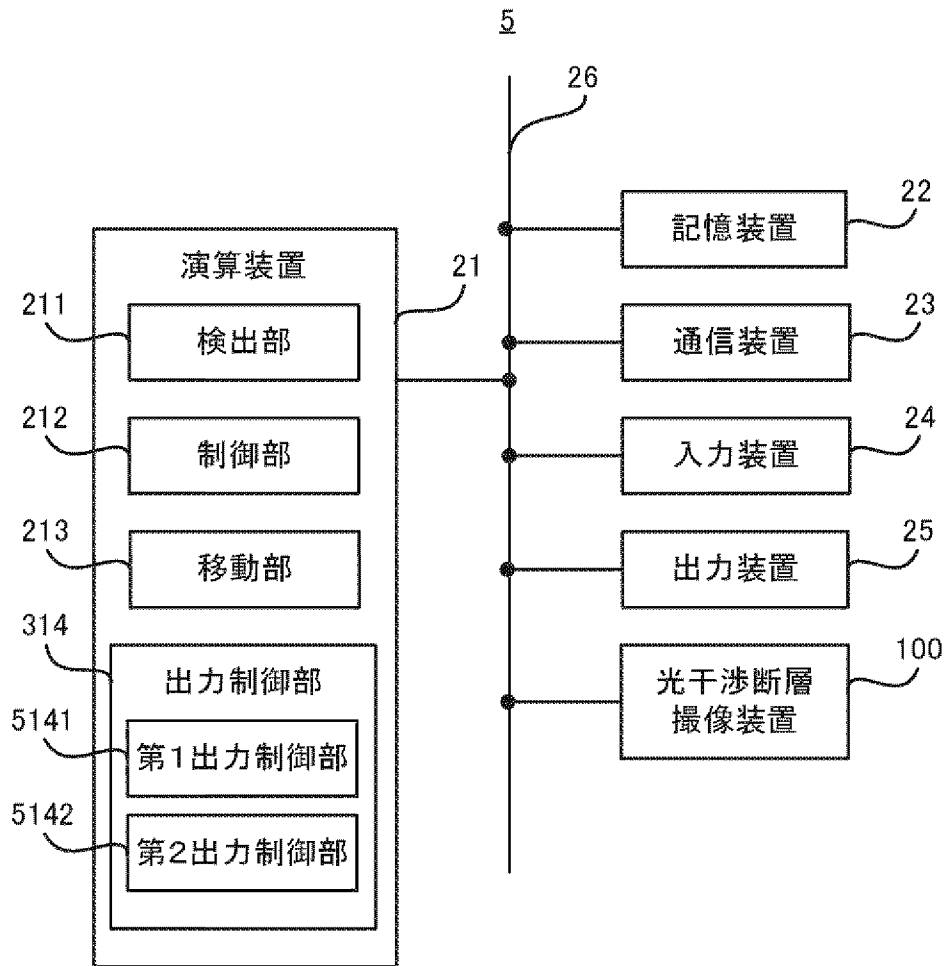 5
26
演算装置
21
211
検出部
212
制御部
213
移動部
314
出力制御部
5141
第1出力制御部
5142
第2出力制御部
22
記憶装置
23
通信装置
24
入力装置
25
出力装置
100
光干渉断層
撮像装置